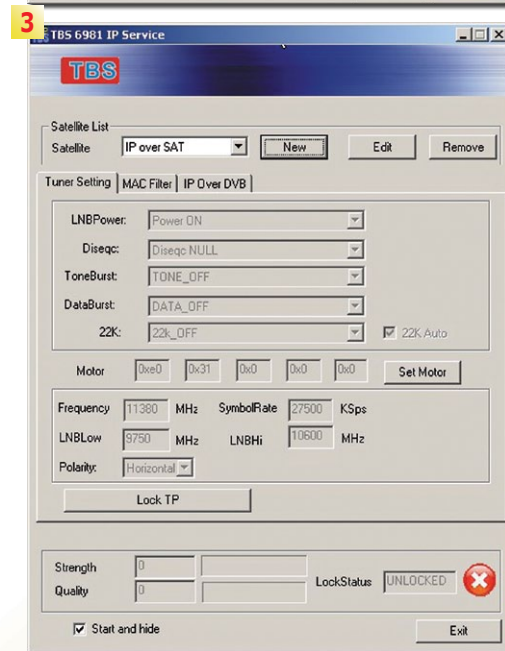 3
TBS 6981 IP Service
TBS
Satellite List
Satellite IP over SAT New Edit Remove
Tuner Setting MAC Filter IP Over DVB
LNBPower: Power ON
Diseqc: Diseqc NULL
ToneBurst: TONE_OFF
DataBurst: DATA_OFF
22K: 22k_OFF 22K Auto
Motor 0xe0 0x31 0x0 0x0 0x0 Set Motor
Frequency 11380 MHz SymbolRate 27500 KSps
LNBLow 9750 MHz LNBHi 10600 MHz
Polarity: Horizontal
Lock TP
Strength 0
Quality 0
LockStatus UNLOCKED
Start and hide Exit